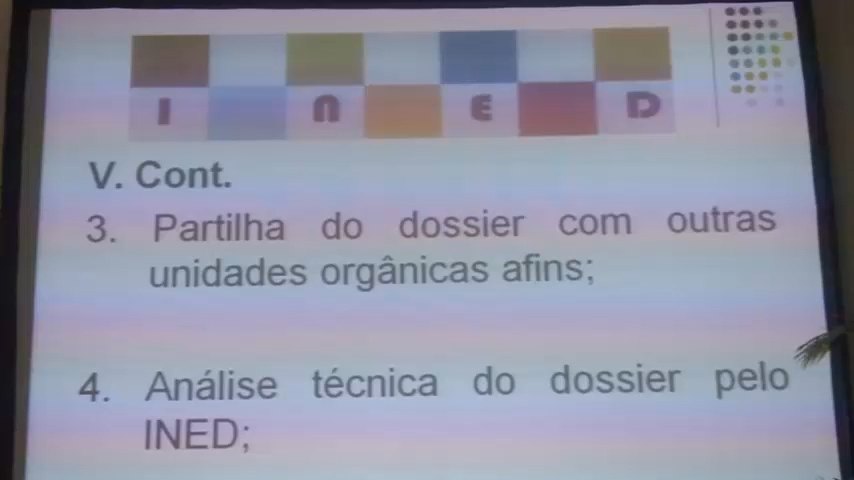 INED
V. Cont.
3. Partilha do dossier com outras
unidades orgânicas afins;
4. Análise técnica do dossier pelo
INED;